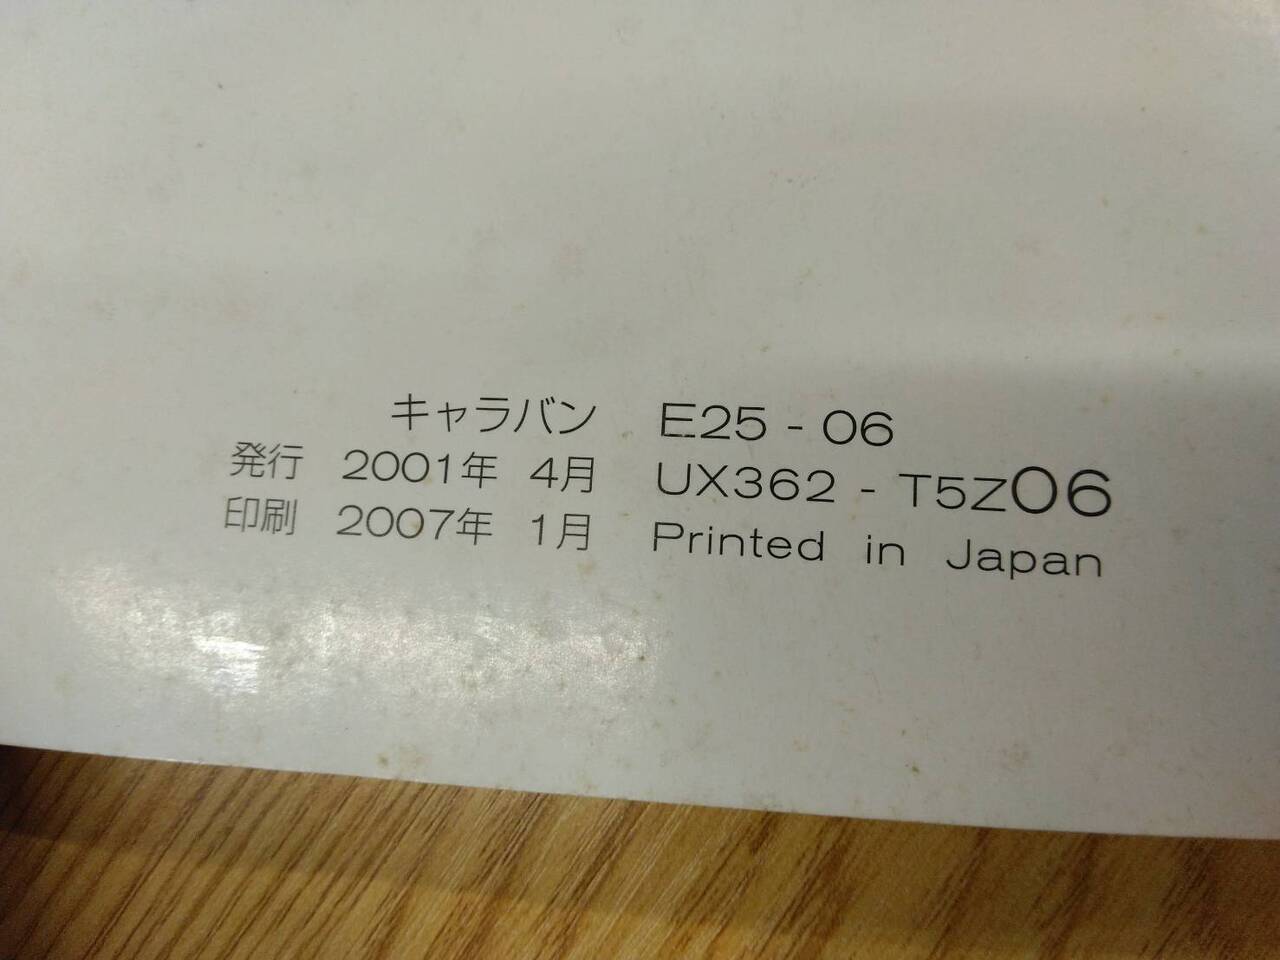 キャラバン E25 - 06
発行 2001年 4月 UX362 - T5Z06
印刷 2007年 1月 Printed in Japan